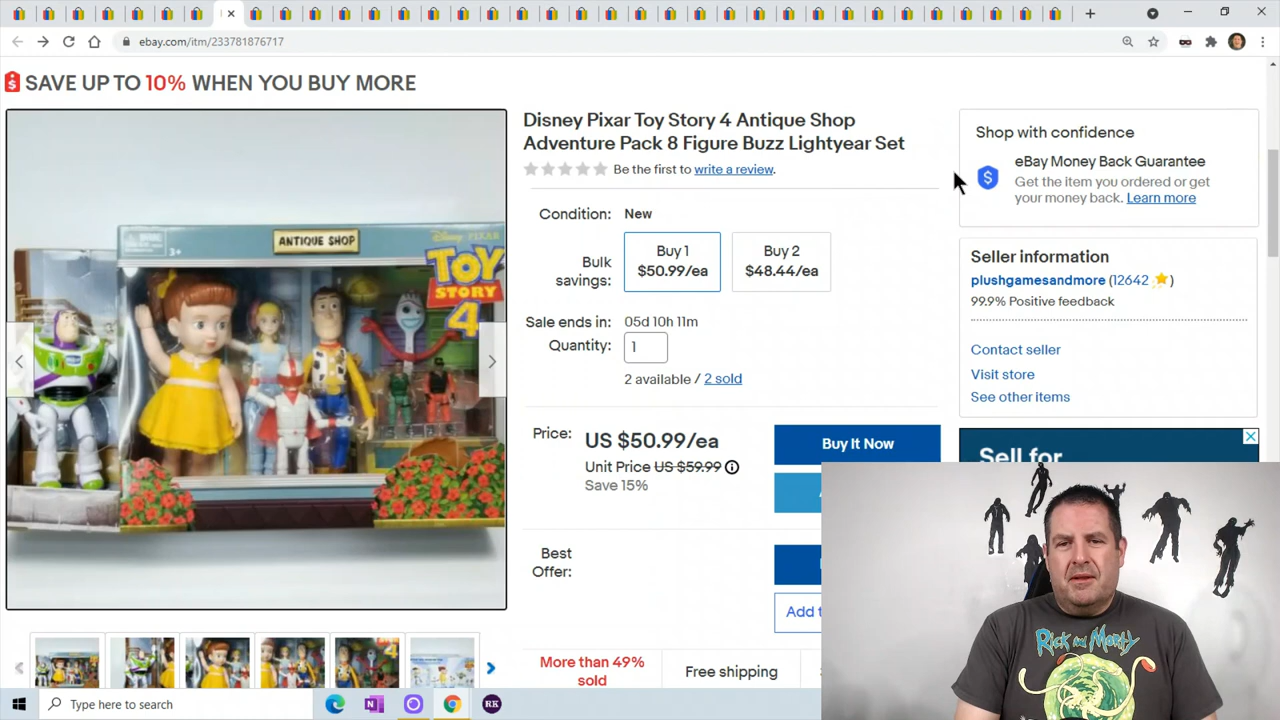 ebay.com/itm/233781876717
SAVE UP TO 10% WHEN YOU BUY MORE
ANTIQUE SHOP
3+
DISNEY PIXAR
TOY
STORY
4
Disney Pixar Toy Story 4 Antique Shop
Adventure Pack 8 Figure Buzz Lightyear Set
Be the first to write a review.
Condition: New
Bulk
savings:
Buy 1
$50.99/ea
Buy 2
$48.44/ea
Sale ends in: 05d 10h 11m
Quantity: 1
2 available / 2 sold
Price: US $50.99/ea
Unit Price US $59.99
Save 15%
Buy It Now
Best
Offer:
Add t
More than 49%
sold
Free shipping
Shop with confidence
eBay Money Back Guarantee
Get the item you ordered or get
your money back. Learn more
Seller information
plushgamesandmore (12642 )
99.9% Positive feedback
Contact seller
Visit store
See other items
Sell for
Rick and Morty
Type here to search
N
RK